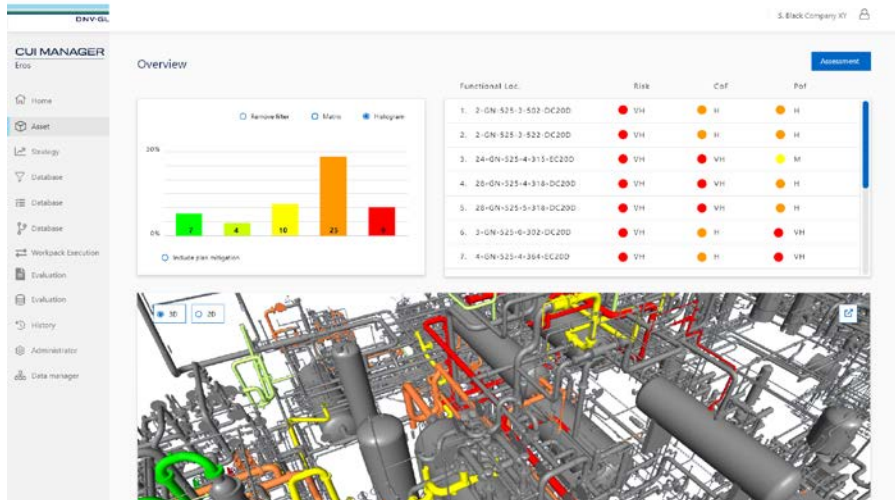 DNV·GL
S. Black Company XY
CUI MANAGER
Eros
Overview
Assessment
Home
Asset
Strategy
Database
Database
Database
Workpack Execution
Evaluation
Evaluation
History
Administrator
Data manager
Remove filter Matrix Histogram
30%
0%
7 4 10 25
Include plan mitigation
Functional Loc. Risk CoF PoF
1. 2-GN-525-3-502-DC20D VH H H
2. 2-GN-525-3-522-DC20D VH H H
3. 24-GN-525-4-315-EC20D VH VH M
4. 28-GN-525-4-318-DC20D VH VH H
5. 28-GN-525-5-318-DC20D VH VH H
6. 3-GN-525-6-302-DC20D VH H VH
7. 4-GN-525-4-364-EC20D VH H VH
3D 2D